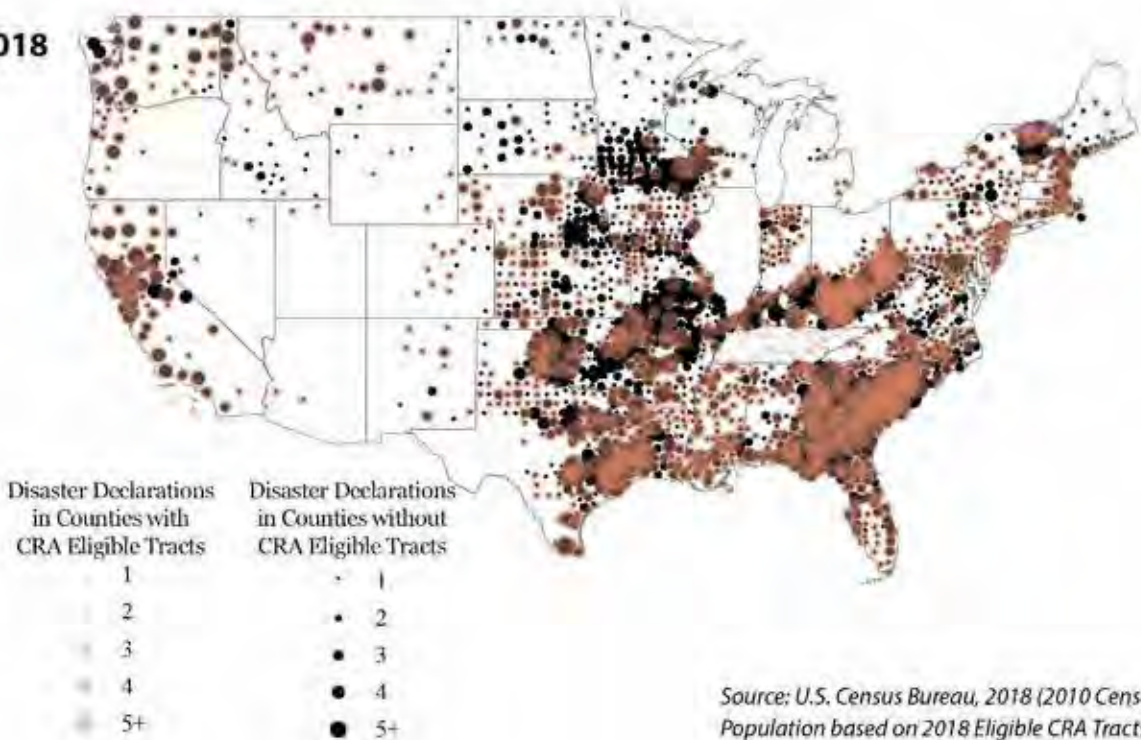 018
Disaster Declarations
in Counties with
CRA Eligible Tracts
1
2
3
4
5+
Disaster Declarations
in Counties without
CRA Eligible Tracts
1
2
3
4
5+
Source: U.S. Census Bureau, 2018 (2010 Cens
Population based on 2018 Eligible CRA Tract